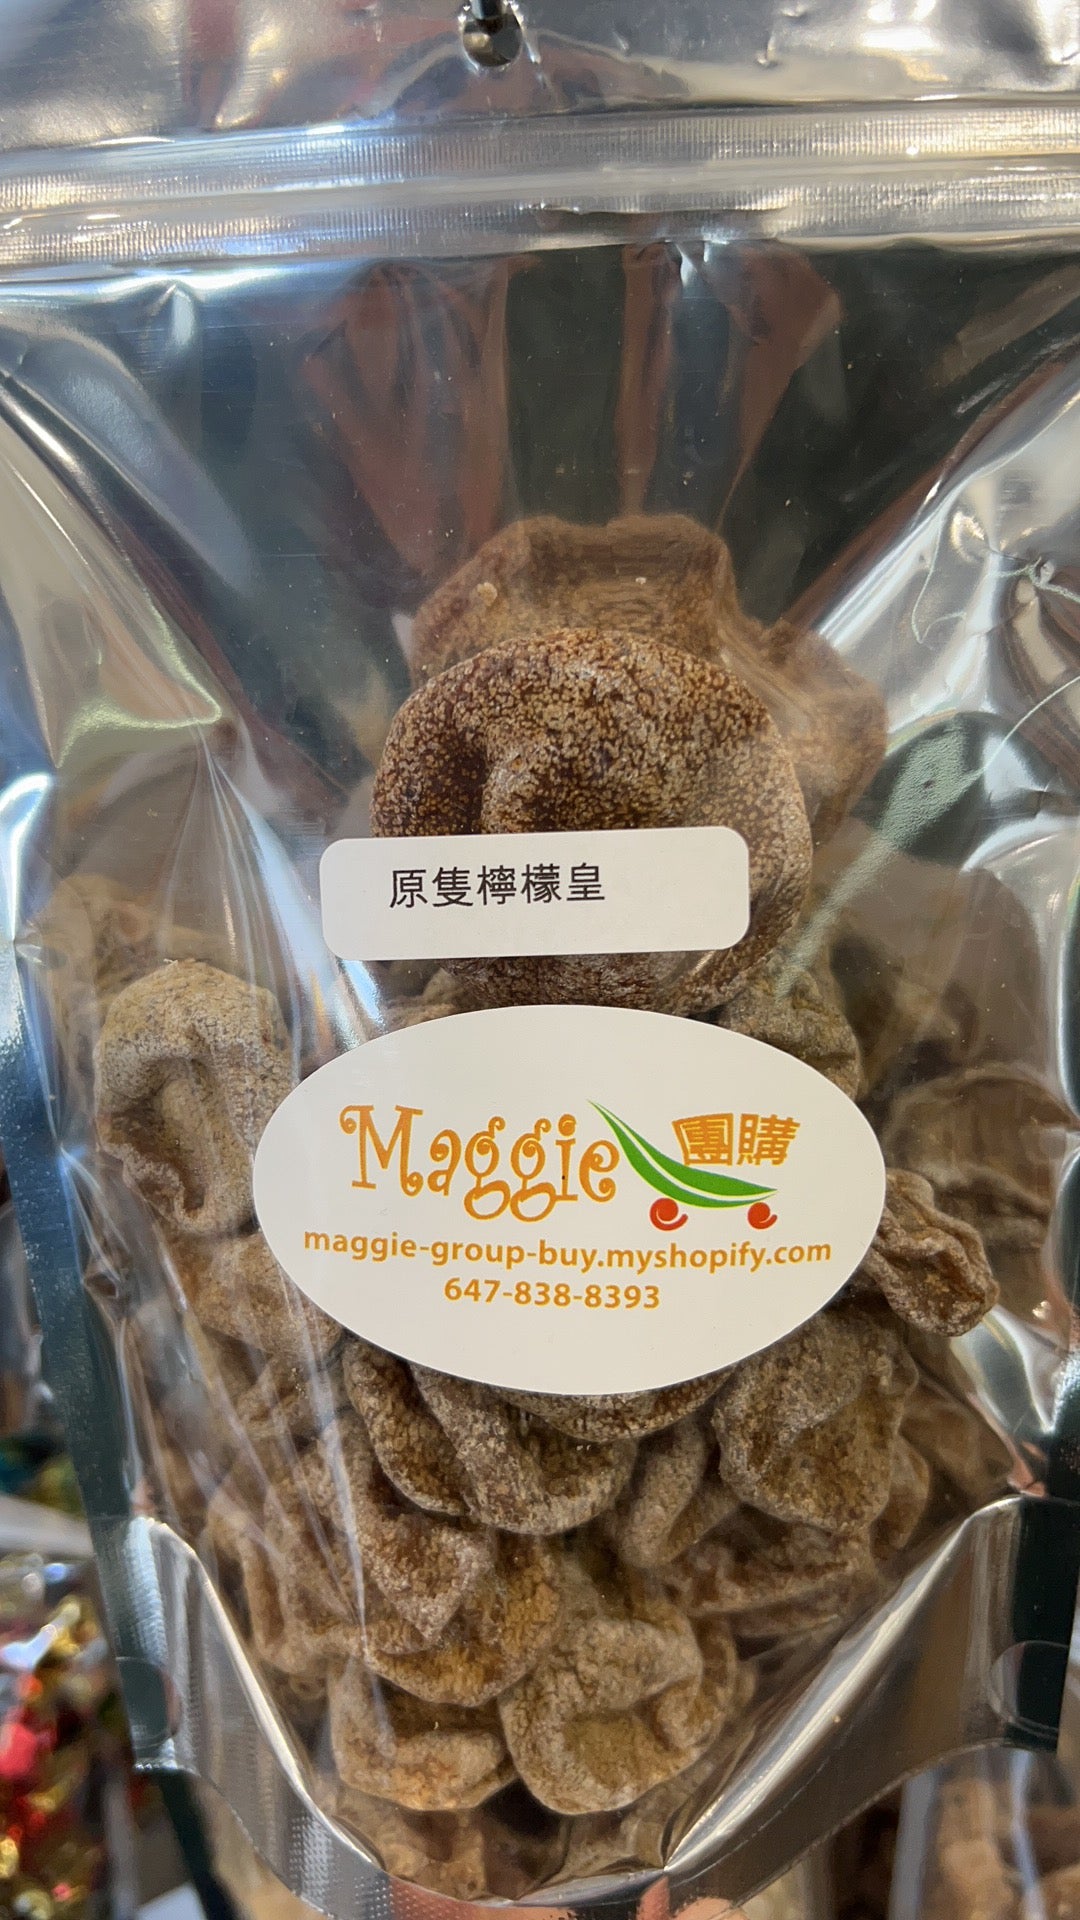 原隻檸檬皇
Maggie 團購
maggie-group-buy.myshopify.com
647-838-8393